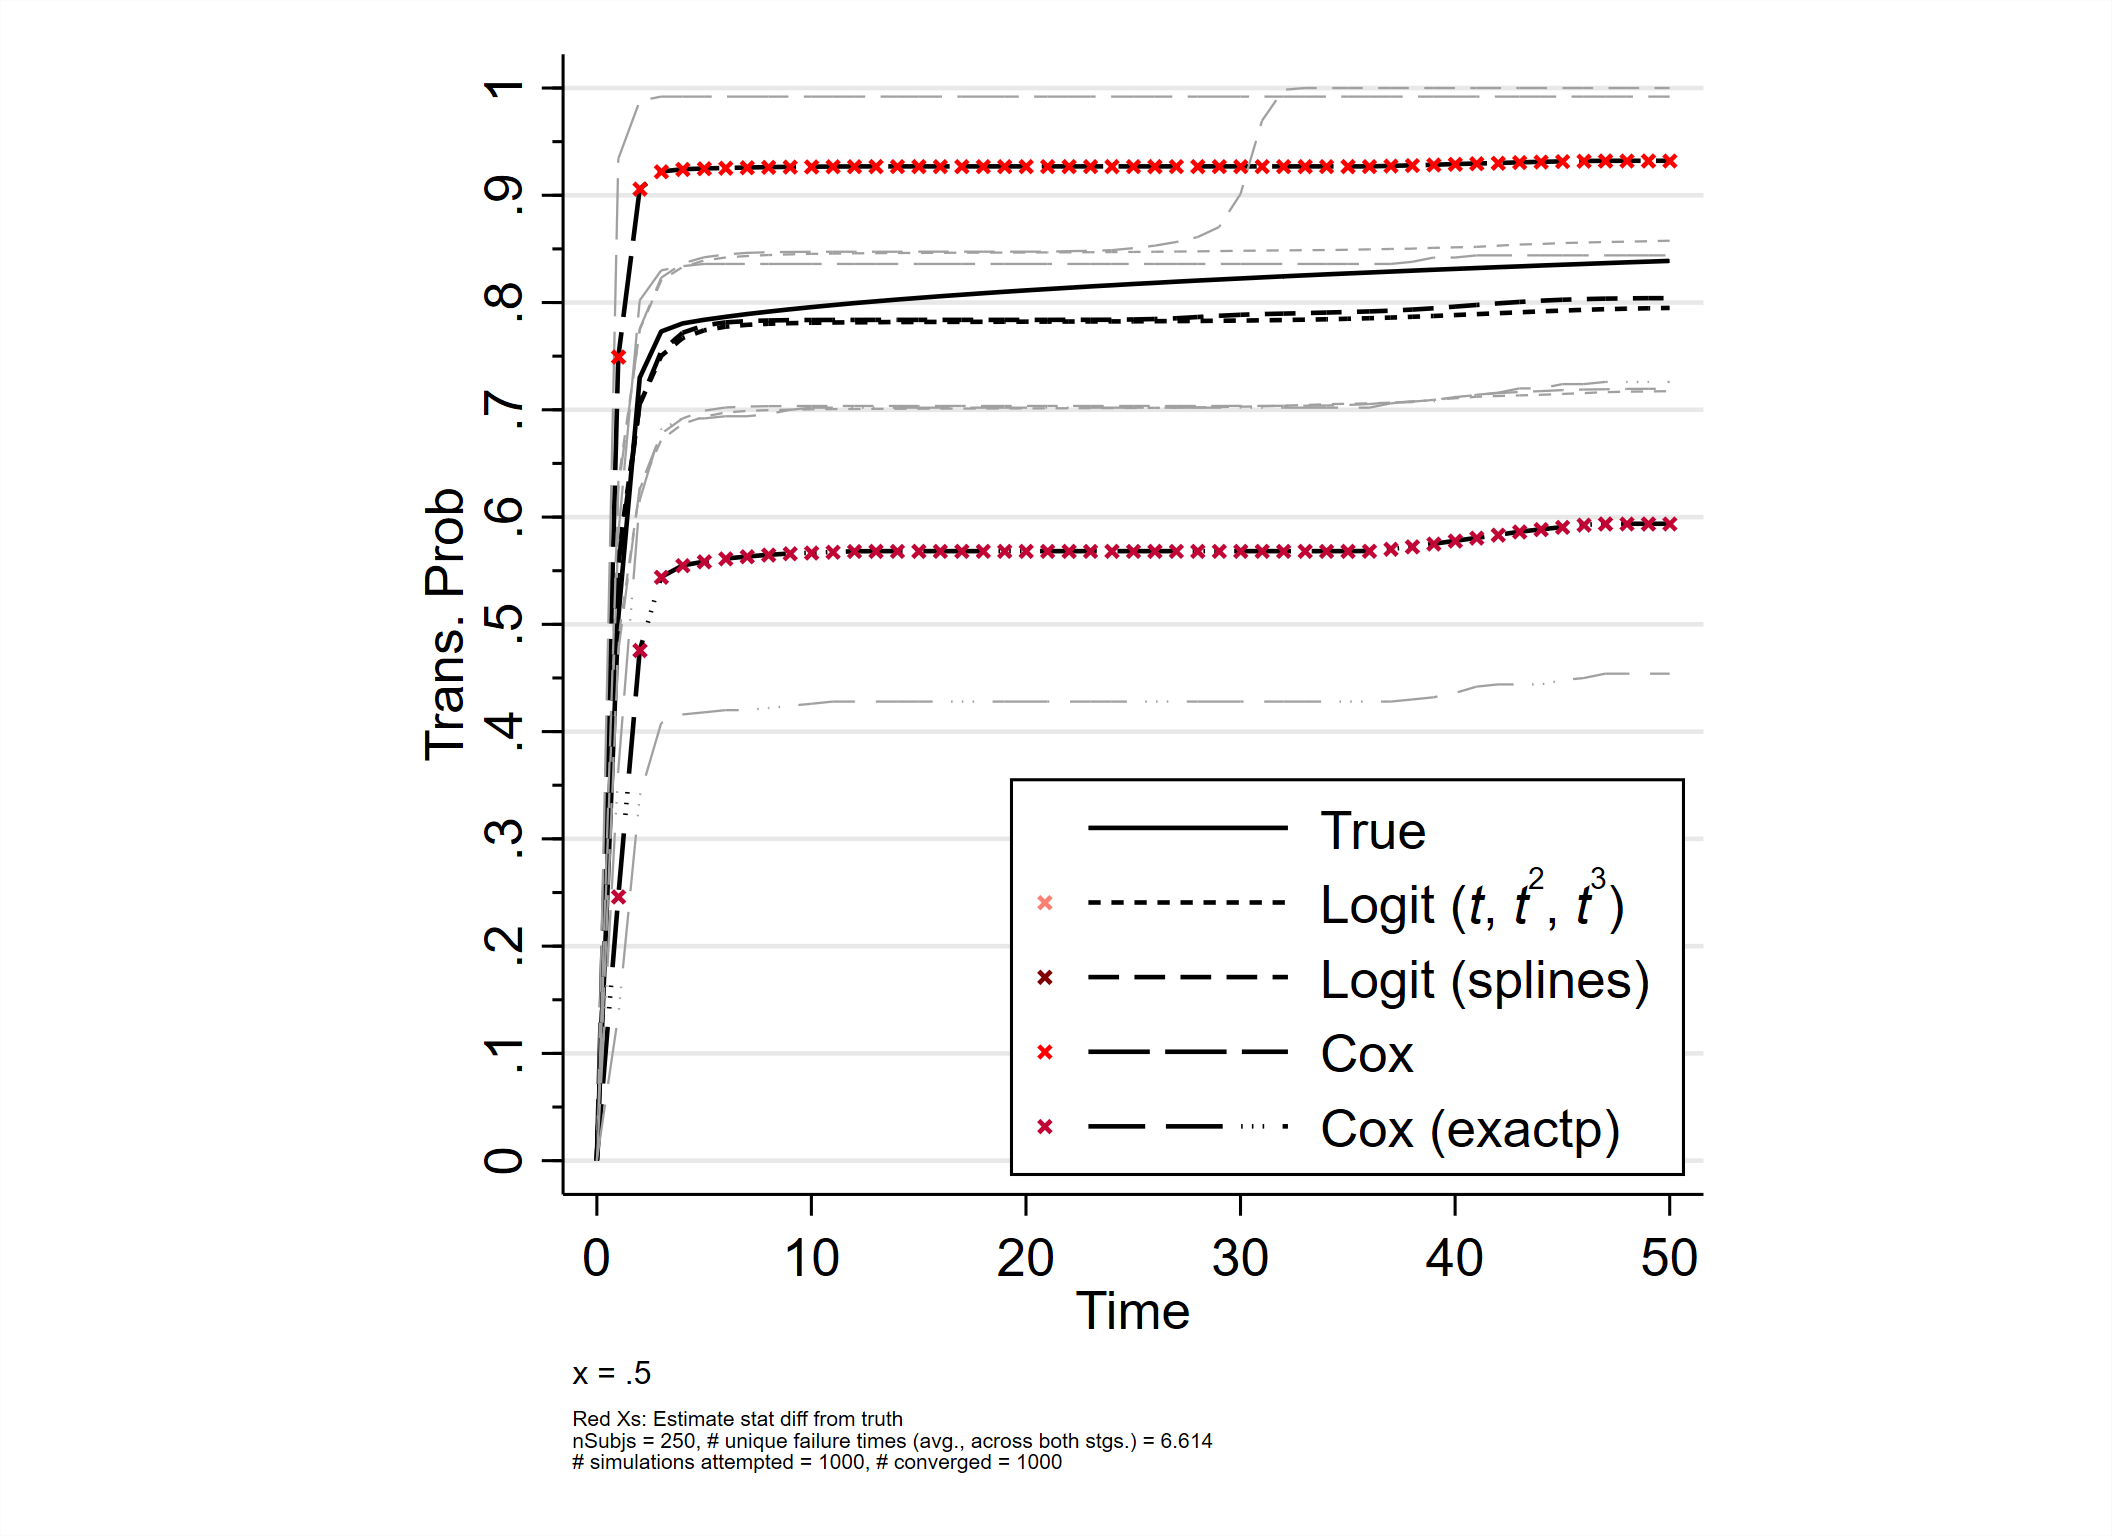 1
.9
.8
.7
.6
.5
.4
.3
.2
.1
0
Trans. Prob
True
Logit (t, t², t³)
Logit (splines)
Cox
Cox (exactp)
0 10 20 30 40 50
Time
x = .5
Red Xs: Estimate stat diff from truth
nSubjs = 250, # unique failure times (avg., across both stgs.) = 6.614
# simulations attempted = 1000, # converged = 1000